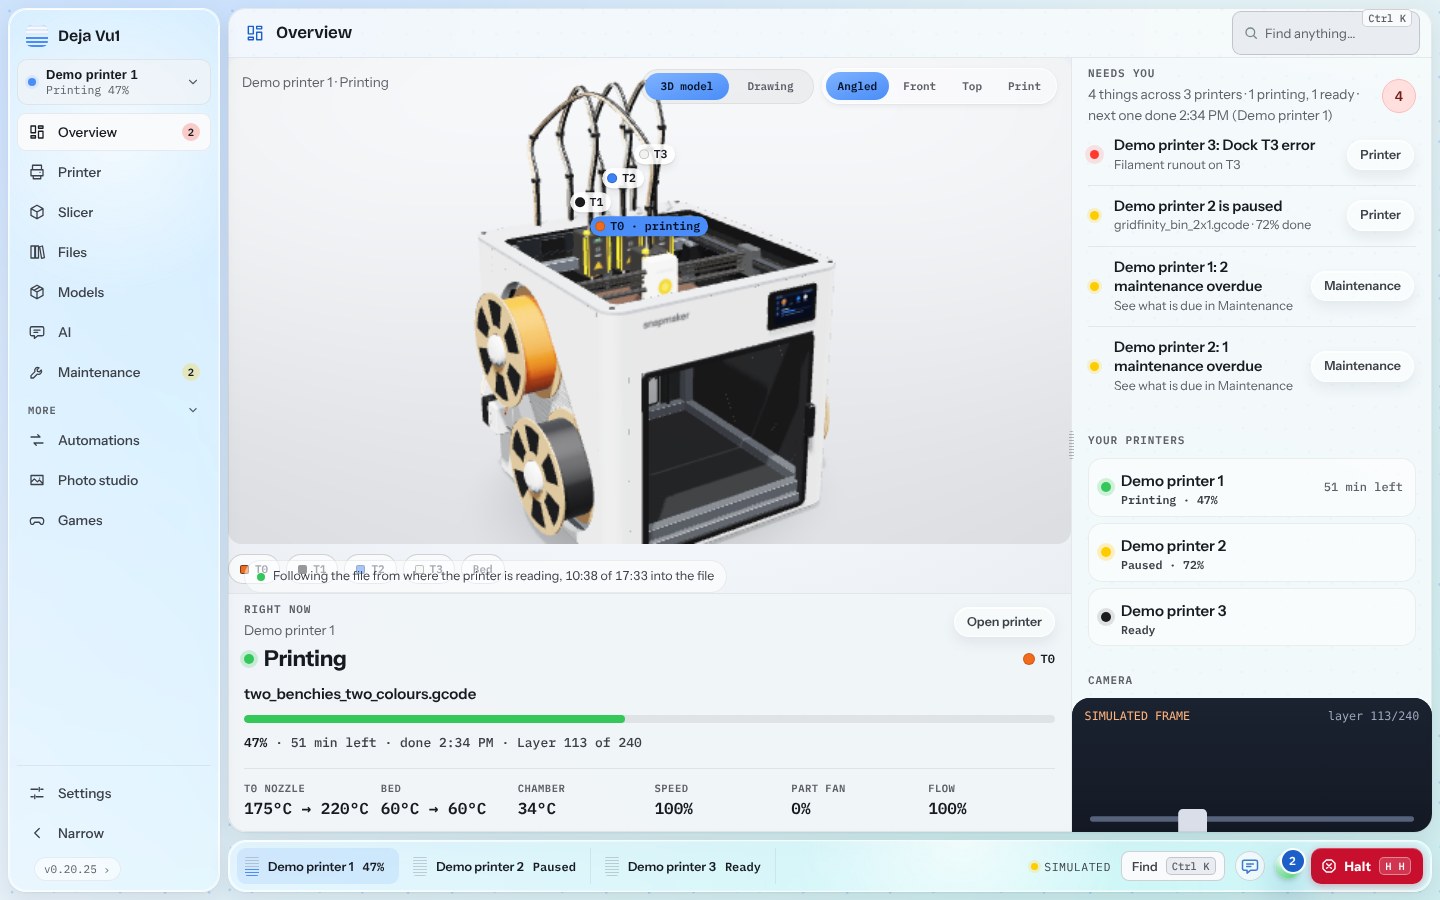 Deja Vu1
Demo printer 1
Printing 47%
Overview
2
Printer
Slicer
Files
Models
AI
Maintenance
2
MORE
Automations
Photo studio
Games
Settings
Narrow
v0.20.25 ›
Overview
Find anything...
Ctrl K
Demo printer 1 · Printing
3D model
Drawing
Angled
Front
Top
Print
T3
T2
T1
T0 · printing
snapmaker
T0
T1
T2
T3
Bed
Following the file from where the printer is reading, 10:38 of 17:33 into the file
RIGHT NOW
Demo printer 1
Open printer
Printing
T0
two_benchies_two_colours.gcode
47% · 51 min left · done 2:34 PM · Layer 113 of 240
T0 NOZZLE
175°C → 220°C
BED
60°C → 60°C
CHAMBER
34°C
SPEED
100%
PART FAN
0%
FLOW
100%
NEEDS YOU
4 things across 3 printers · 1 printing, 1 ready ·
next one done 2:34 PM (Demo printer 1)
4
Demo printer 3: Dock T3 error
Filament runout on T3
Printer
Demo printer 2 is paused
gridfinity_bin_2x1.gcode · 72% done
Printer
Demo printer 1: 2
maintenance overdue
See what is due in Maintenance
Maintenance
Demo printer 2: 1
maintenance overdue
See what is due in Maintenance
Maintenance
YOUR PRINTERS
Demo printer 1
Printing · 47%
51 min left
Demo printer 2
Paused · 72%
Demo printer 3
Ready
CAMERA
SIMULATED FRAME
layer 113/240
Demo printer 1 47%
Demo printer 2 Paused
Demo printer 3 Ready
SIMULATED
Find Ctrl K
2
Halt H H